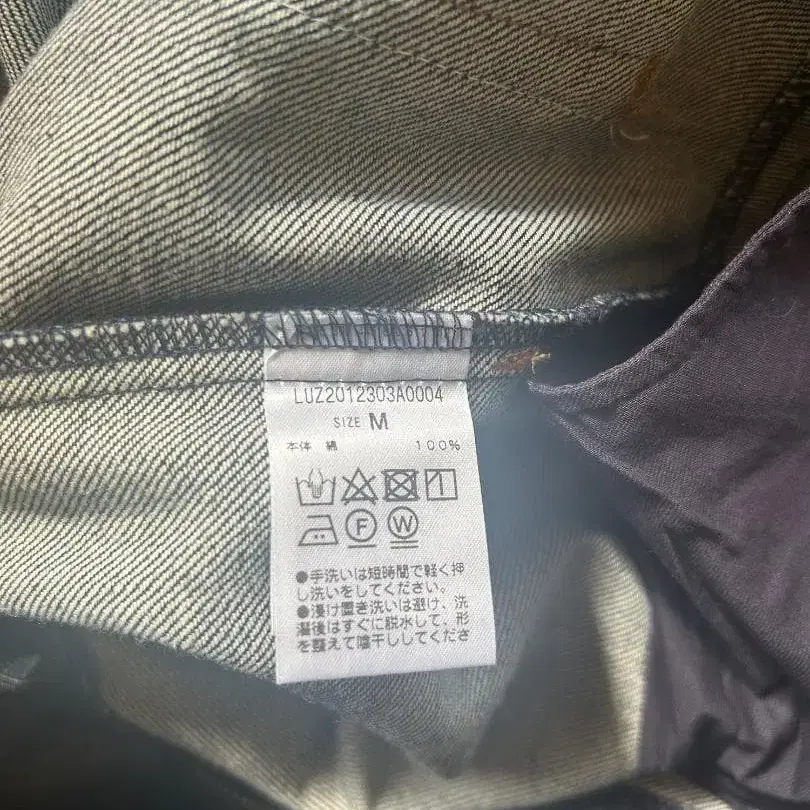 LUZ2012303A0004
SIZE M
本体 綿 100%
F W
●手洗いは短時間で軽く押
し洗いをしてください。
●浸け置き洗いは避け、洗
濯後はすぐに脱水して、形
を整えて陰干ししてくださ